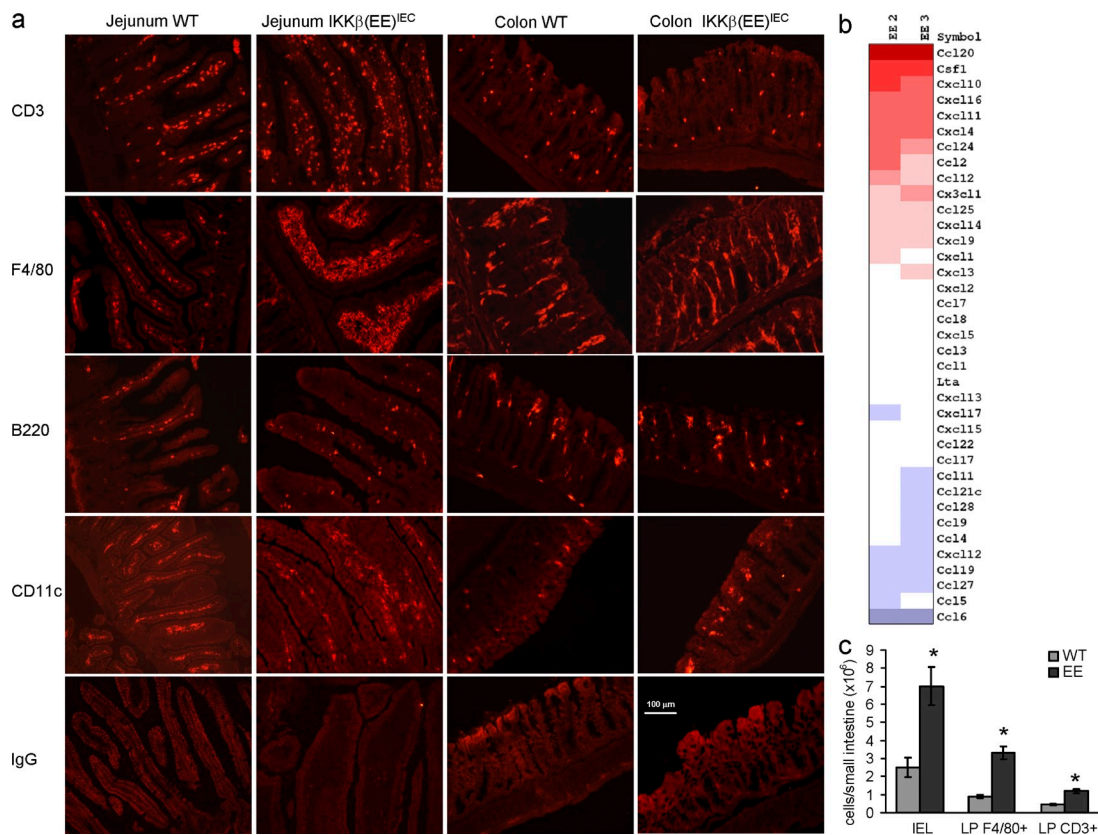 a
Jejunum WT
Jejunum IKKβ(EE)IEC
Colon WT
Colon IKKβ(EE)IEC
CD3
F4/80
B220
CD11c
IgG
100 µm
b
EE 2
EE 3
Symbol
Ccl20
Csf1
Cxcl10
Cxcl16
Cxcl11
Cxcl4
Ccl24
Ccl2
Ccl12
Cx3cl1
Ccl25
Cxcl14
Cxcl9
Cxcl1
Cxcl3
Cxcl2
Ccl7
Ccl8
Cxcl5
Ccl3
Ccl1
Lta
Cxcl13
Cxcl17
Cxcl15
Ccl22
Ccl17
Ccl11
Ccl21c
Ccl28
Ccl9
Ccl4
Cxcl12
Ccl19
Ccl27
Ccl5
Ccl6
c
cells/small intestine (x10⁶)
9
8
7
6
5
4
3
2
1
0
WT
EE
*
*
*
IEL
LP F4/80+
LP CD3+